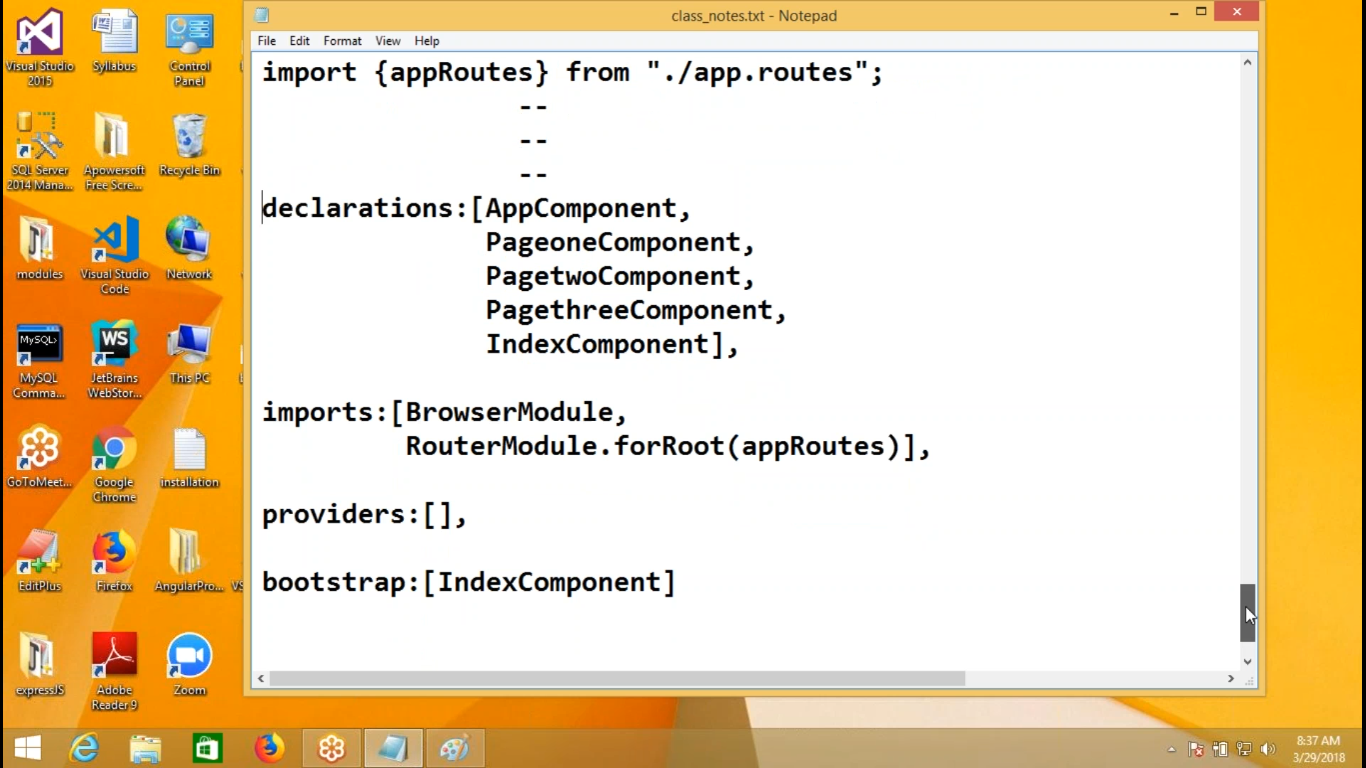 class_notes.txt - Notepad
File Edit Format View Help
import {appRoutes} from "./app.routes";
--
--
--
declarations:[AppComponent,
PageoneComponent,
PagetwoComponent,
PagethreeComponent,
IndexComponent],
imports:[BrowserModule,
RouterModule.forRoot(appRoutes)],
providers:[],
bootstrap:[IndexComponent]
Visual Studio
2015
Syllabus
Control
Panel
SQL Server
2014 Mana...
Apowersoft
Free Scre...
Recycle Bin
modules
Visual Studio
Code
Network
MySQL>
MySQL
Comma...
WS
JetBrains
WebStor...
This PC
GoToMeet...
Google
Chrome
installation
EditPlus
Firefox
AngularPro...
VS
expressJS
Adobe
Reader 9
Zoom
8:37 AM
3/29/2018